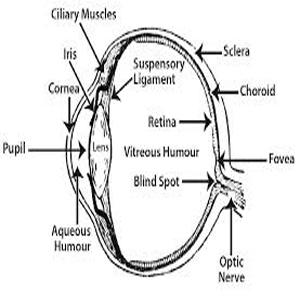 Ciliary Muscles
Iris
Suspensory
Ligament
Sclera
Cornea
Choroid
Retina
Pupil
Lens
Vitreous Humour
Fovea
Blind Spot
Aqueous
Humour
Optic
Nerve